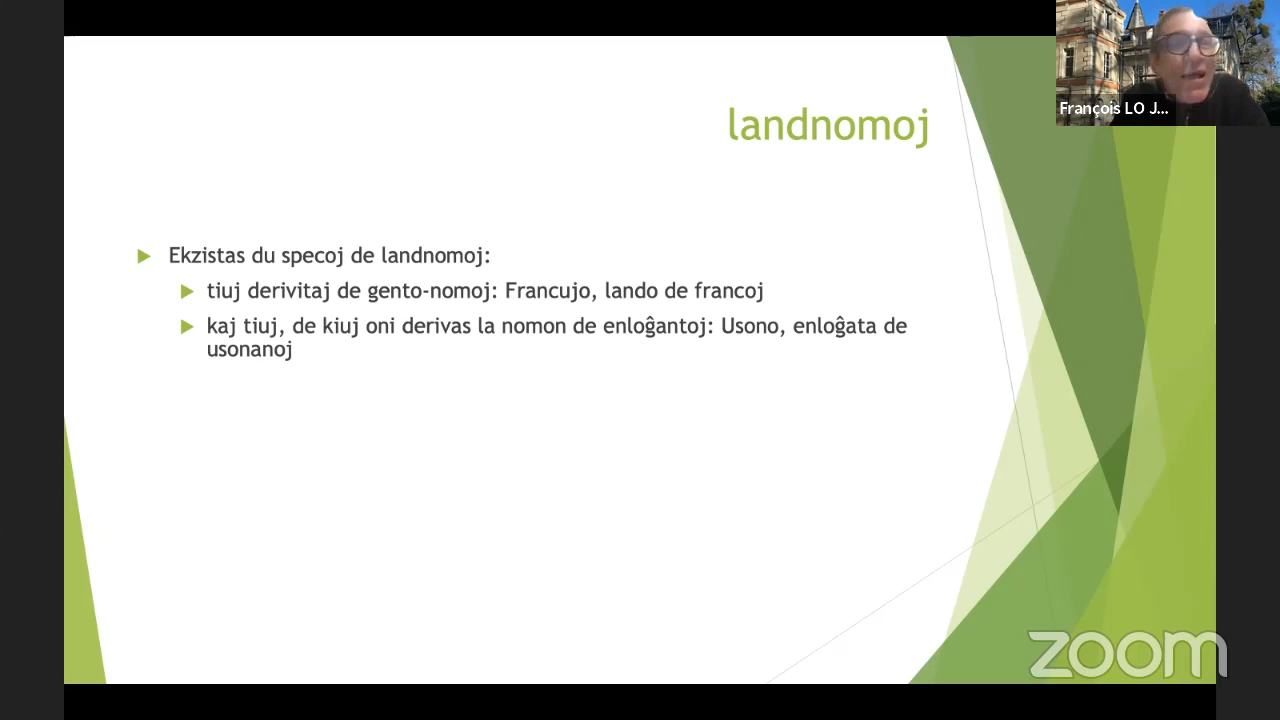 François LO J...
landnomoj
Ekzistas du specoj de landnomoj:
tiuj derivitaj de gento-nomoj: Francujo, lando de francoj
kaj tiuj, de kiuj oni derivas la nomon de enloĝantoj: Usono, enloĝata de
usonanoj
zoom